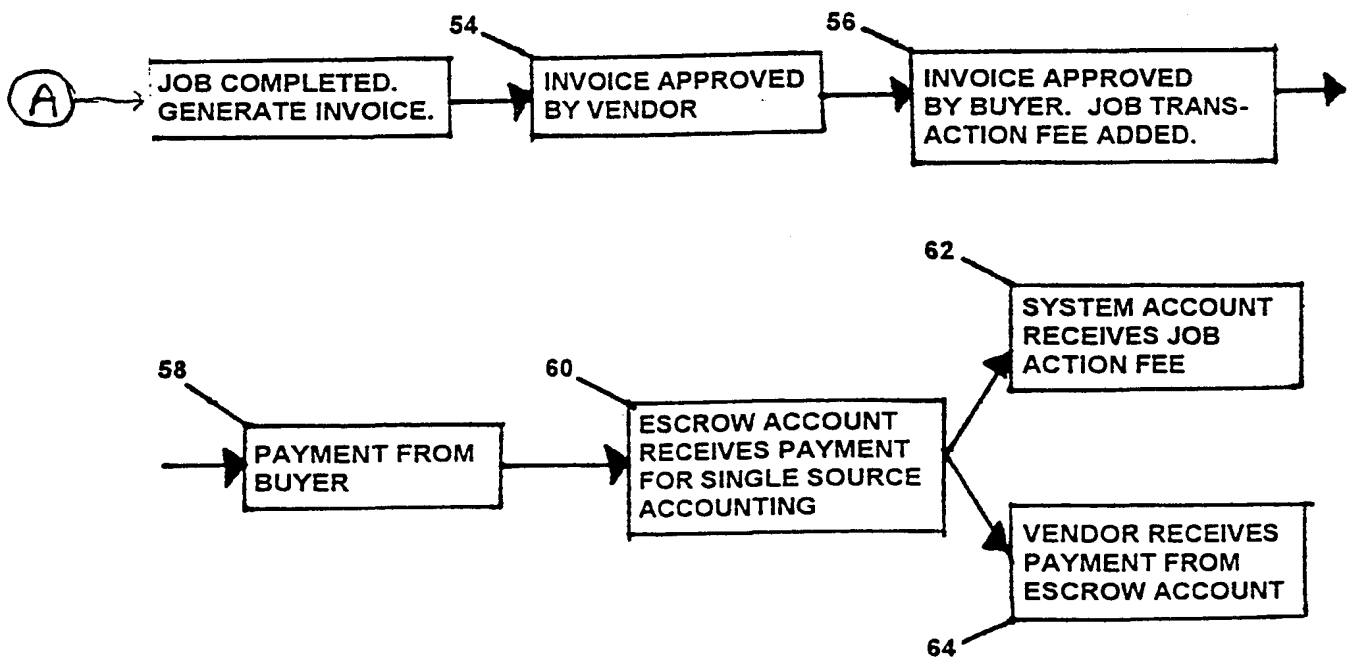 54
56
A
JOB COMPLETED.
GENERATE INVOICE.
INVOICE APPROVED
BY VENDOR
INVOICE APPROVED
BY BUYER. JOB TRANS-
ACTION FEE ADDED.
62
SYSTEM ACCOUNT
RECEIVES JOB
ACTION FEE
58
PAYMENT FROM
BUYER
60
ESCROW ACCOUNT
RECEIVES PAYMENT
FOR SINGLE SOURCE
ACCOUNTING
VENDOR RECEIVES
PAYMENT FROM
ESCROW ACCOUNT
64